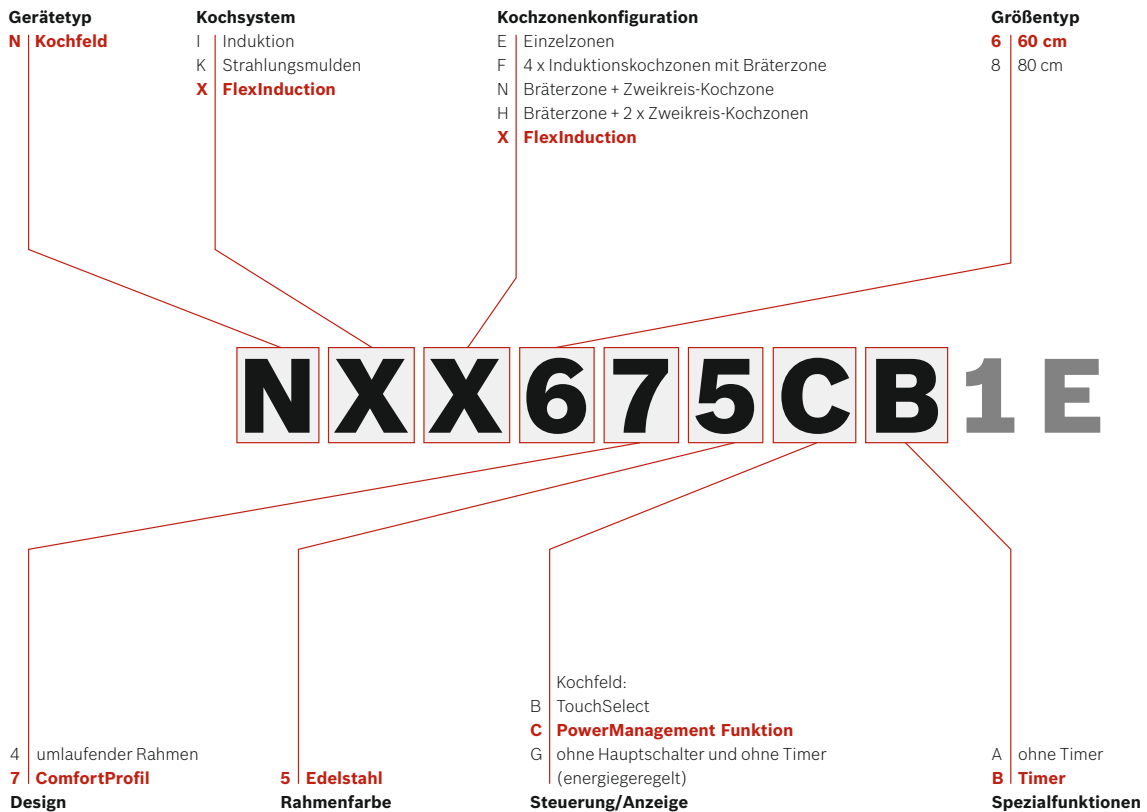 Gerätetyp
N Kochfeld
Kochsystem
I Induktion
K Strahlungsmulden
X FlexInduction
Kochzonenkonfiguration
E Einzelzonen
F 4 x Induktionskochzonen mit Bräterzone
N Bräterzone + Zweikreis-Kochzone
H Bräterzone + 2 x Zweikreis-Kochzonen
X FlexInduction
Größentyp
6 60 cm
8 80 cm
NXX675CB1E
4 umlaufender Rahmen
7 ComfortProfil
Design
5 Edelstahl
Rahmenfarbe
Kochfeld:
B TouchSelect
C PowerManagement Funktion
G ohne Hauptschalter und ohne Timer
(energiegeregelt)
Steuerung/Anzeige
A ohne Timer
B Timer
Spezialfunktionen